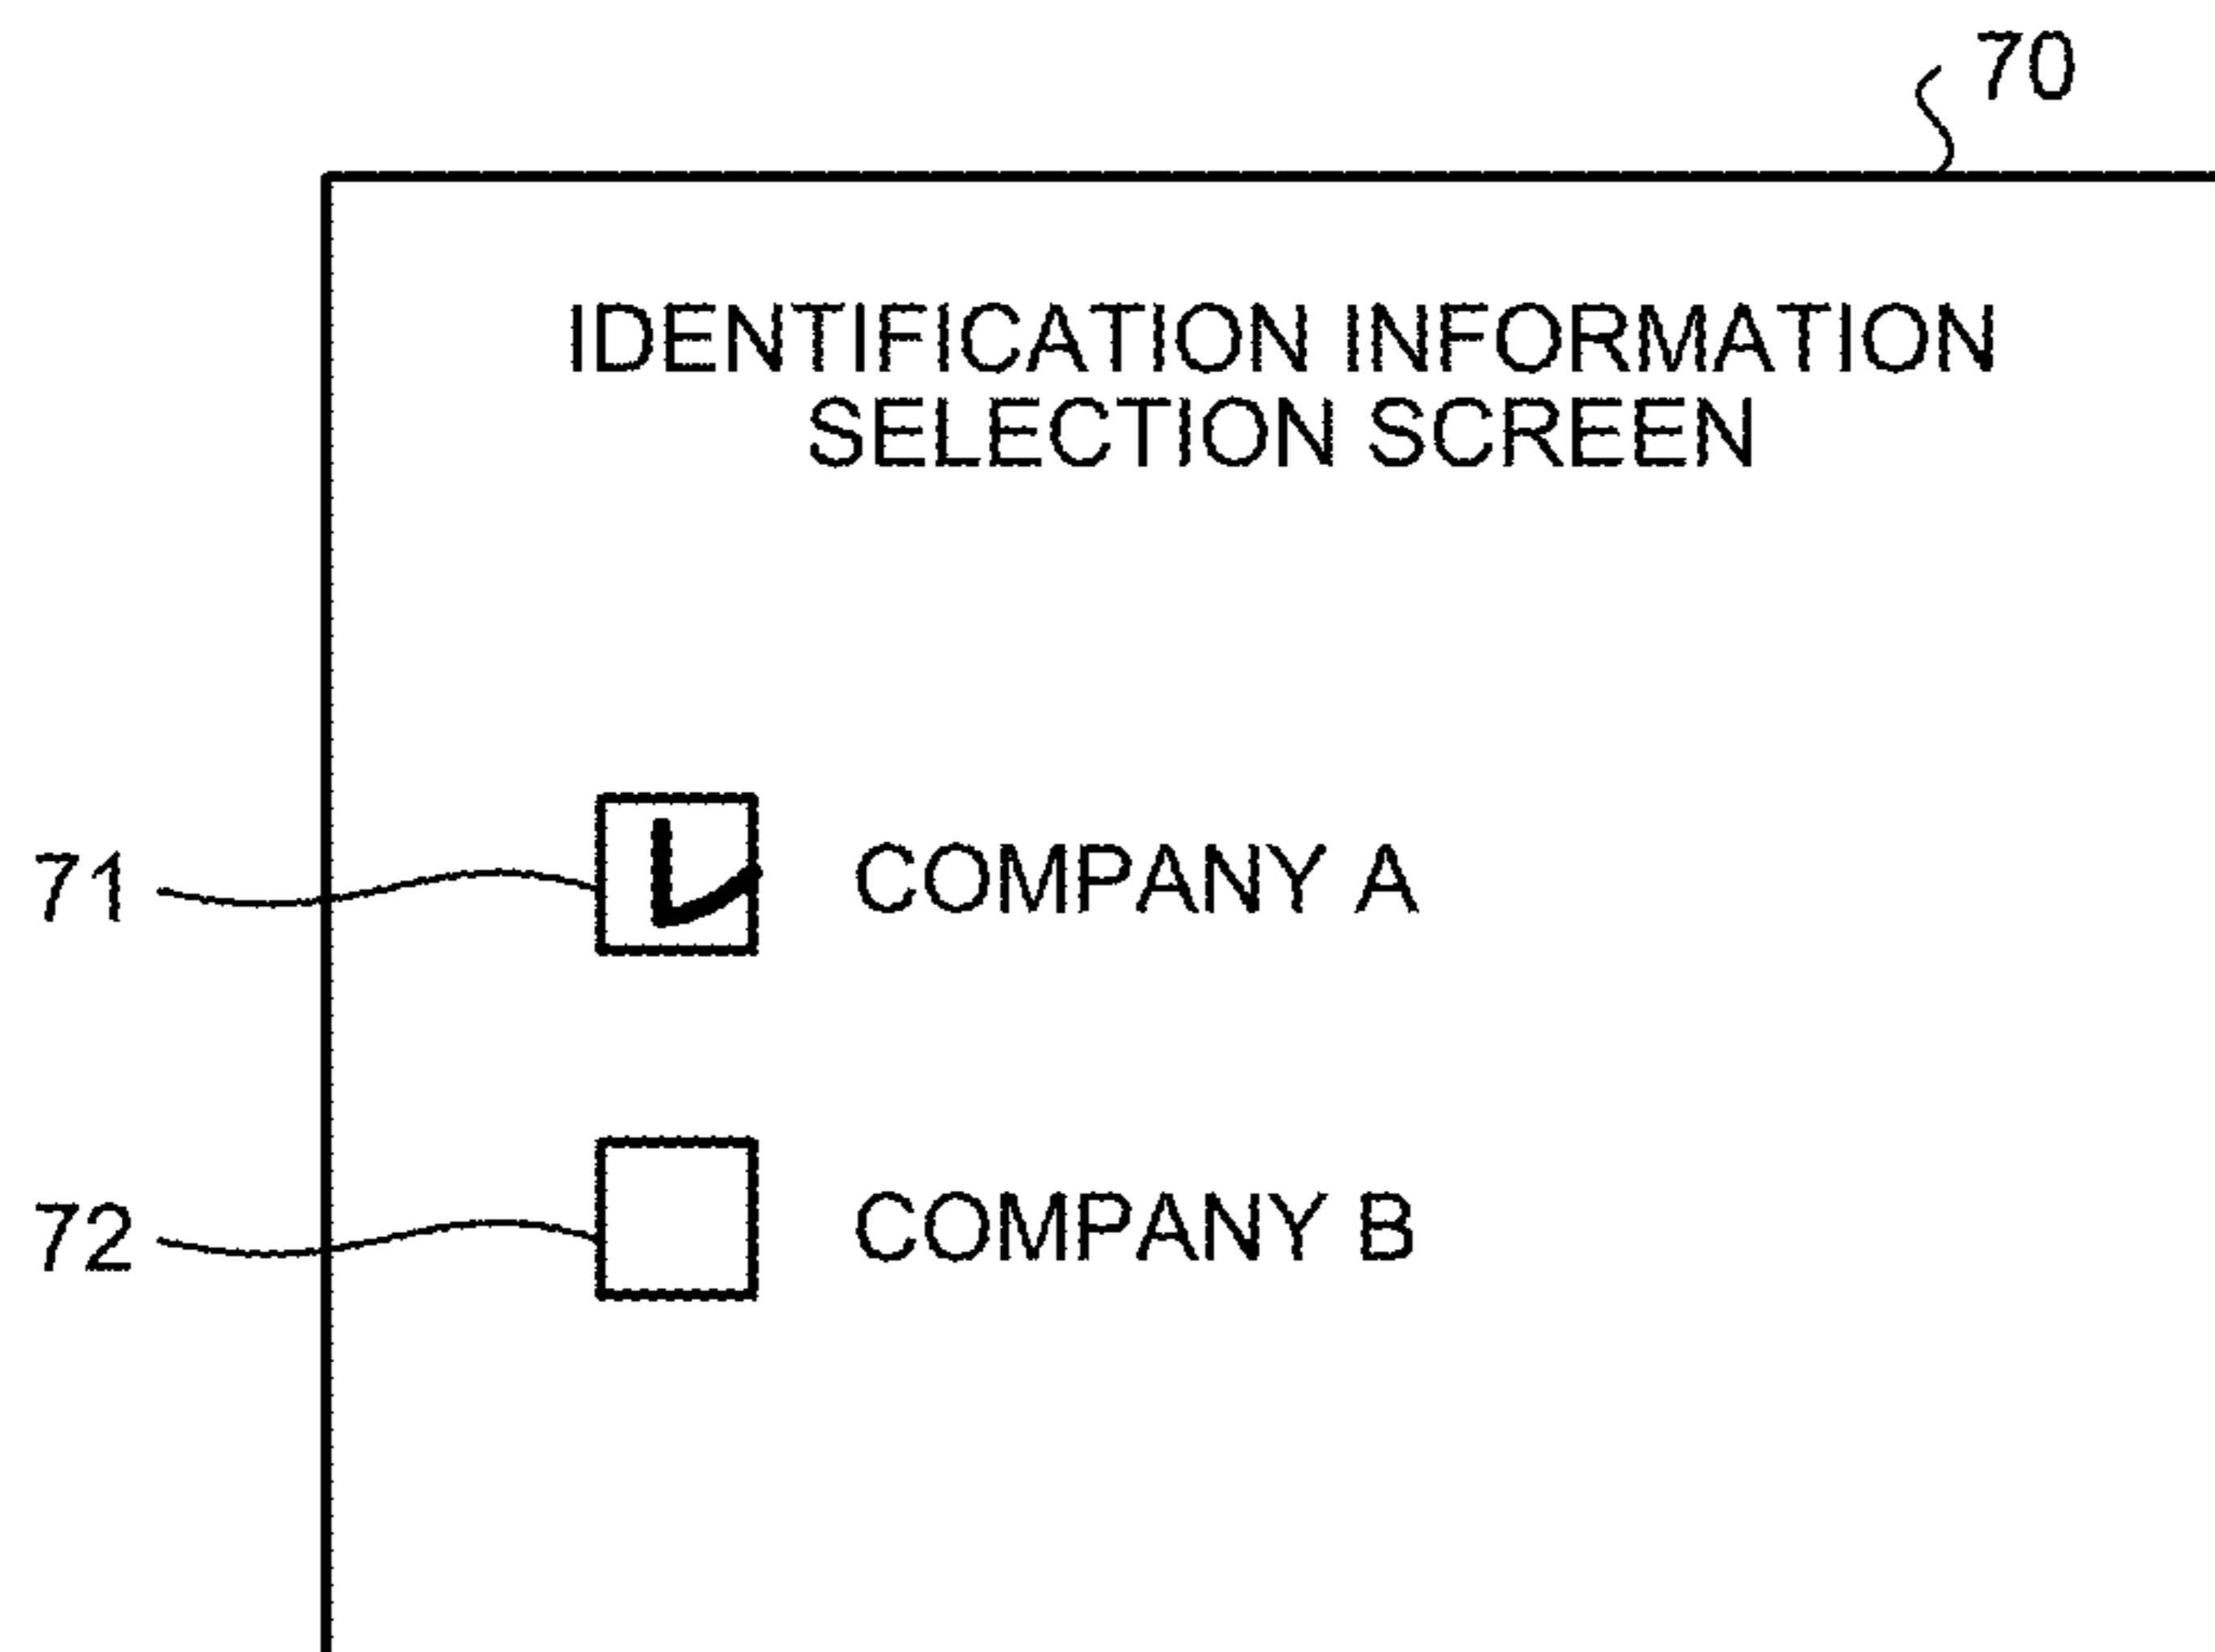 70
IDENTIFICATION INFORMATION
SELECTION SCREEN
71 COMPANY A
72 COMPANY B